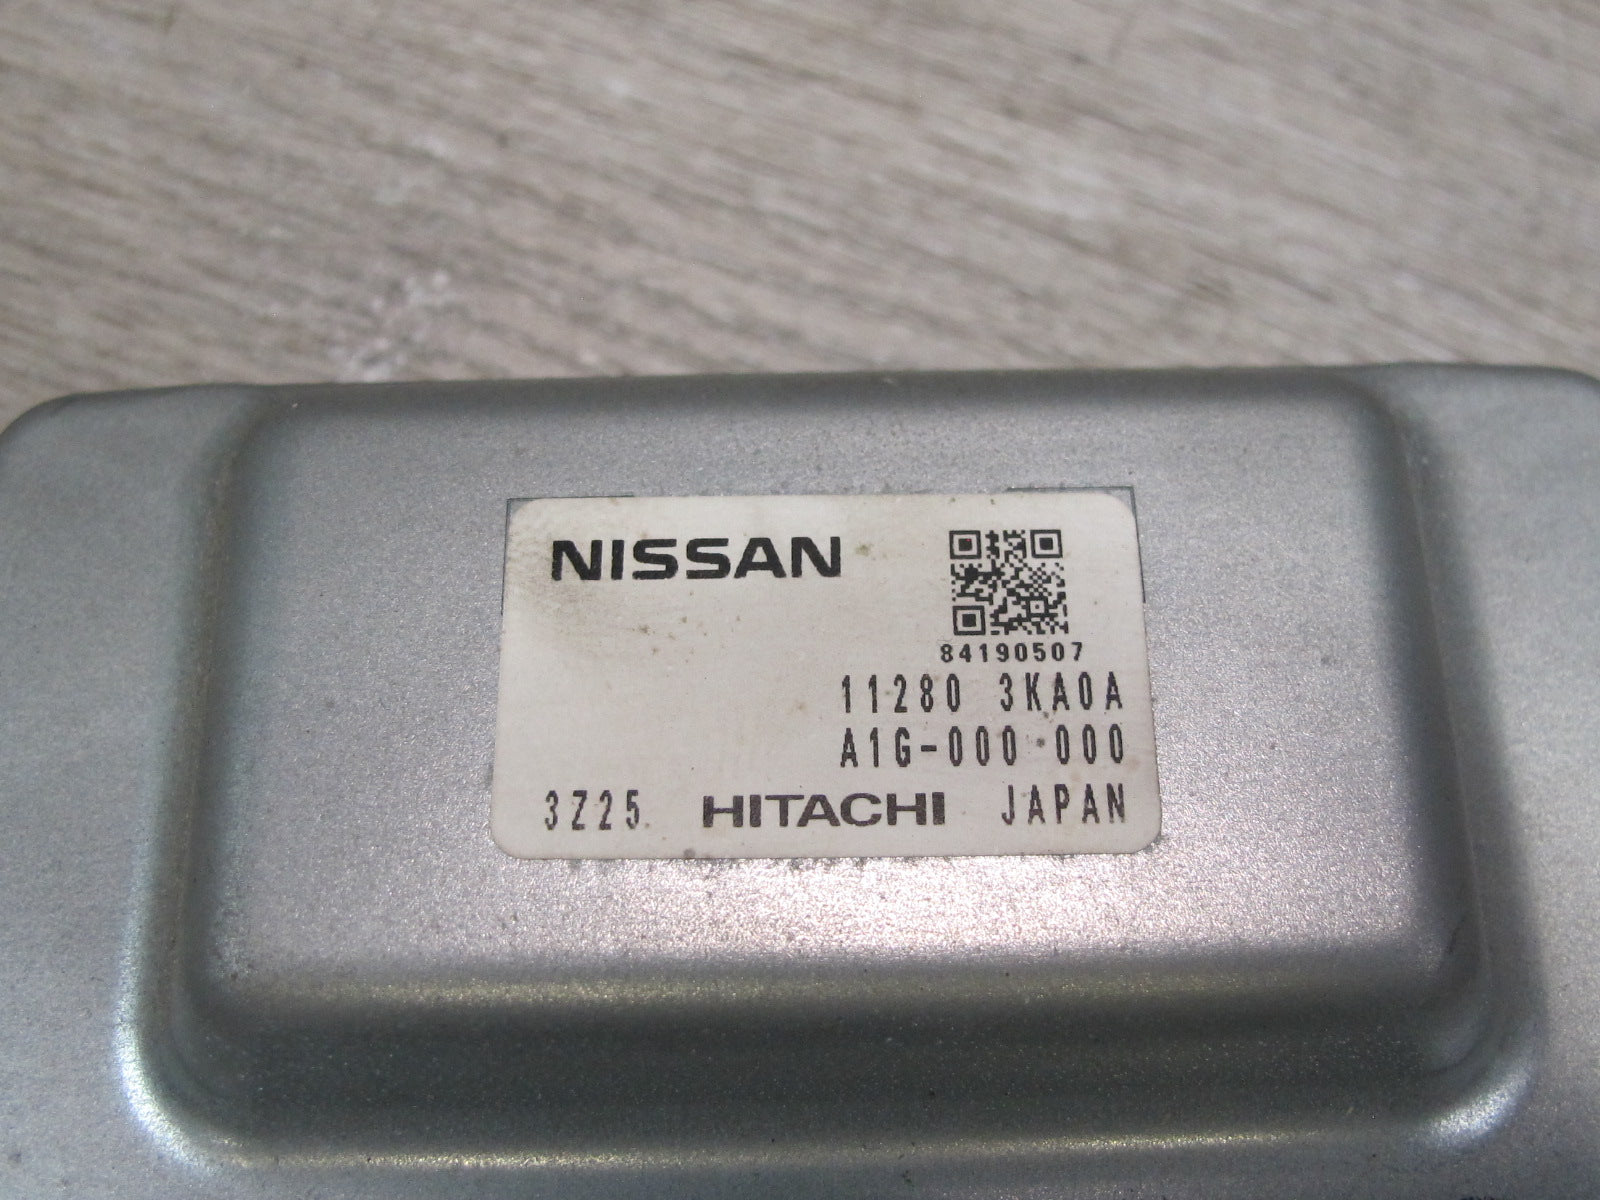 NISSAN
84190507
11280 3KA0A
A1G-000 000
3Z25 HITACHI JAPAN